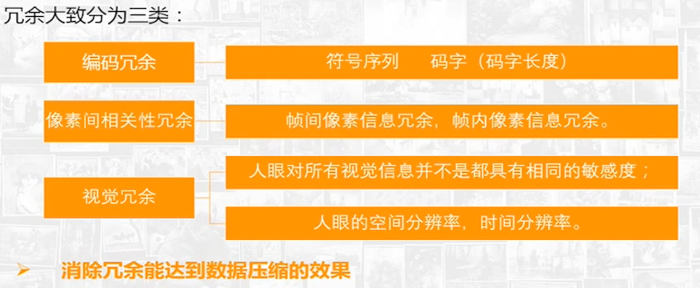 冗余大致分为三类：
编码冗余
符号序列 码字（码字长度）
像素间相关性冗余
帧间像素信息冗余，帧内像素信息冗余。
视觉冗余
人眼对所有视觉信息并不是都具有相同的敏感度；
人眼的空间分辨率，时间分辨率。
➢ 消除冗余能达到数据压缩的效果